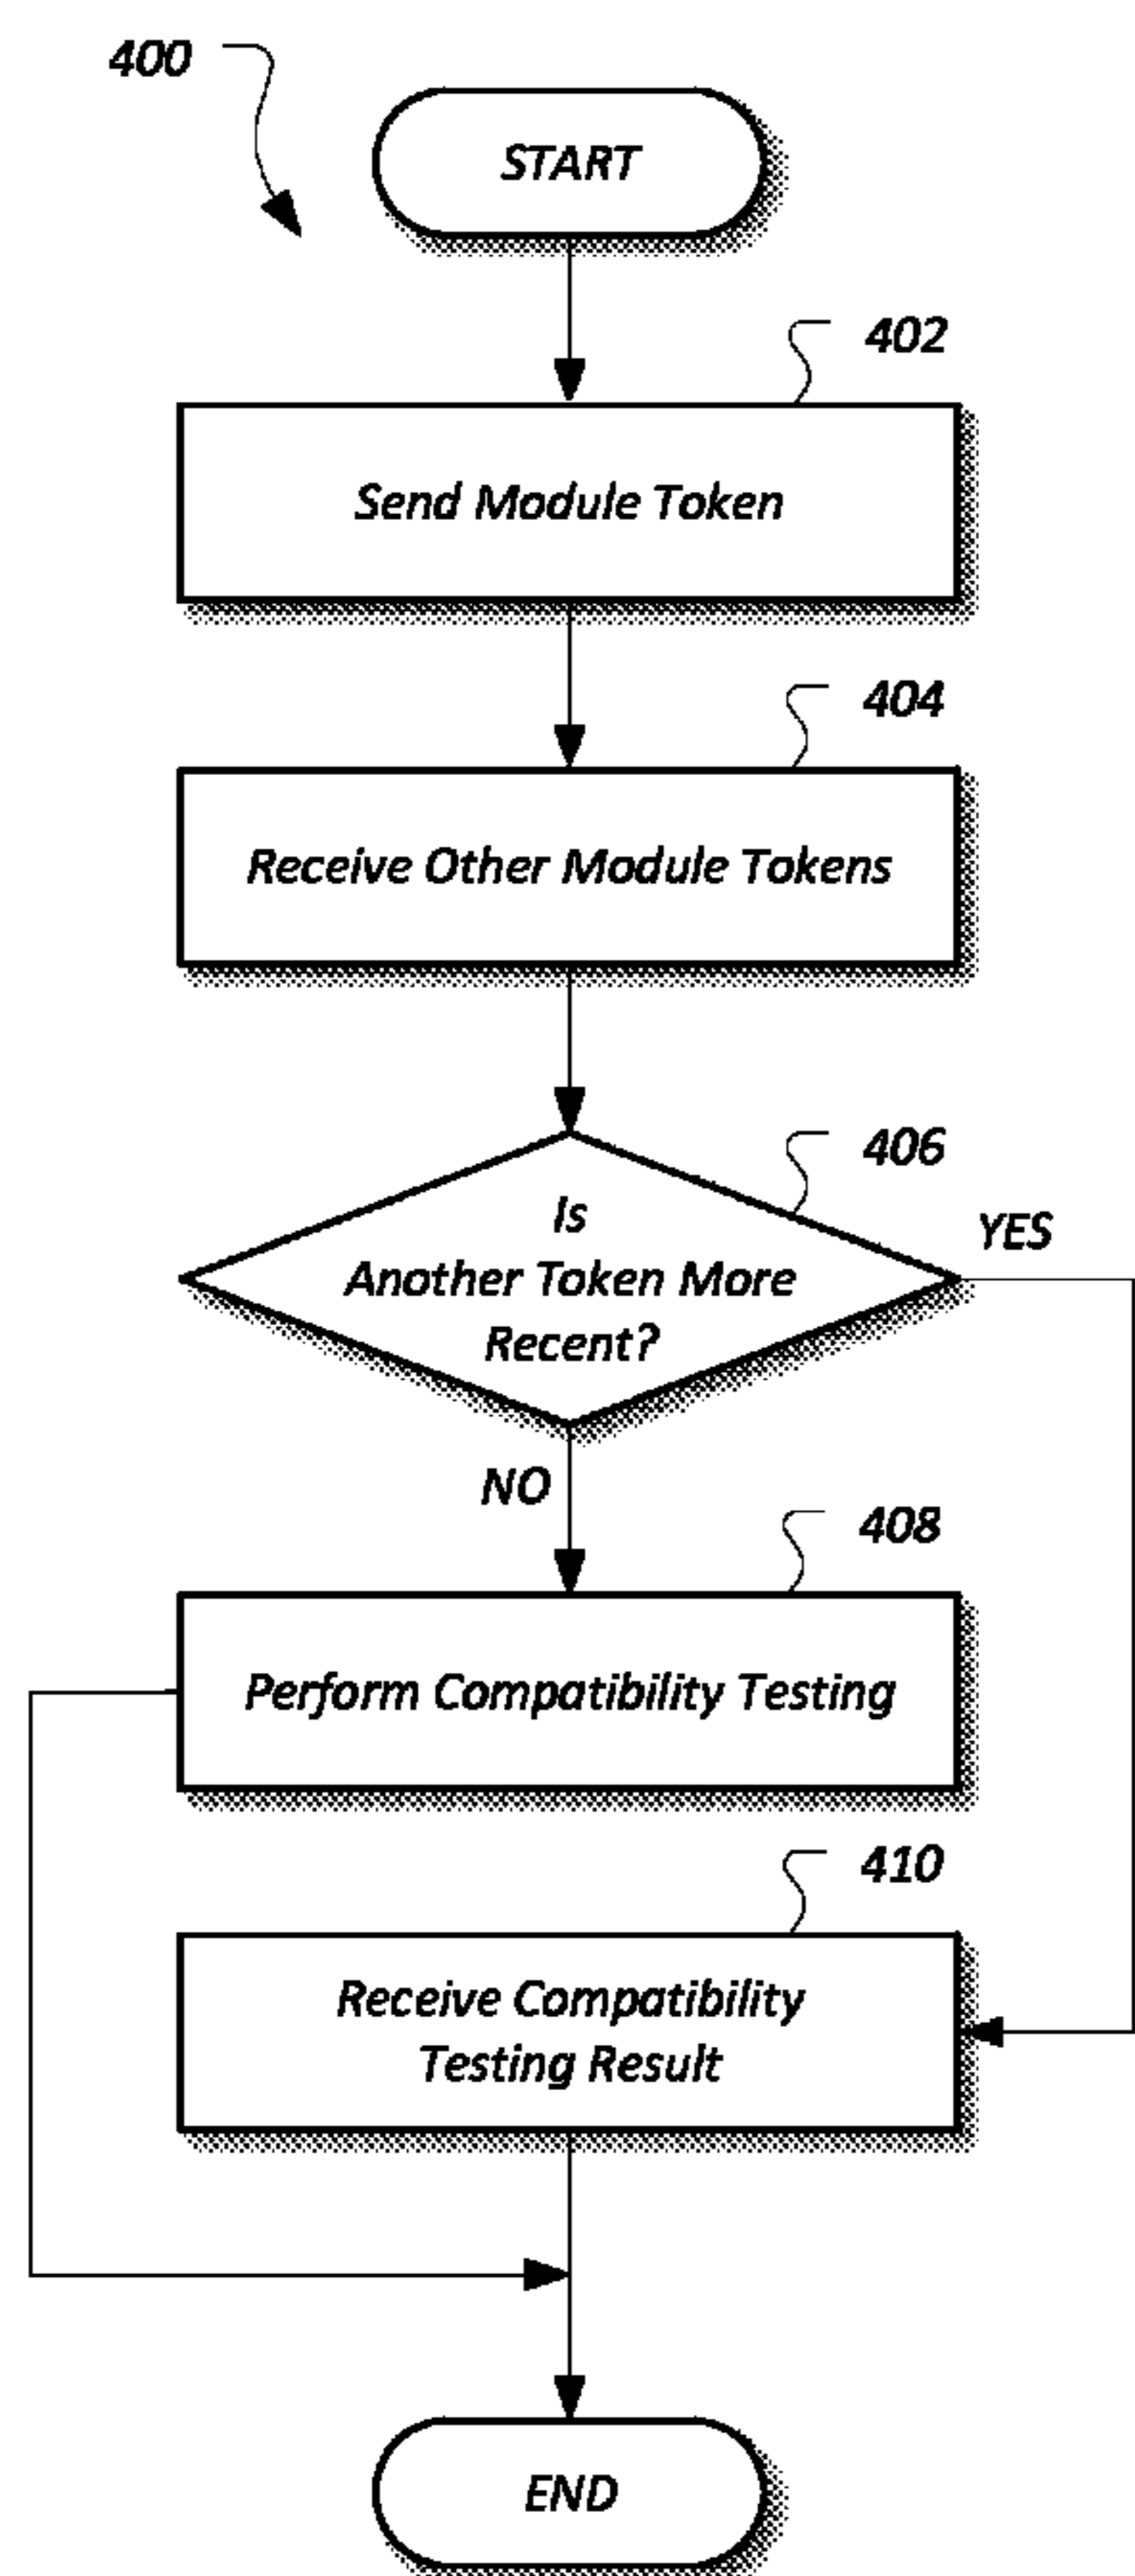 400
START
402
Send Module Token
404
Receive Other Module Tokens
406
Is
Another Token More
Recent?
YES
NO
408
Perform Compatibility Testing
410
Receive Compatibility
Testing Result
END